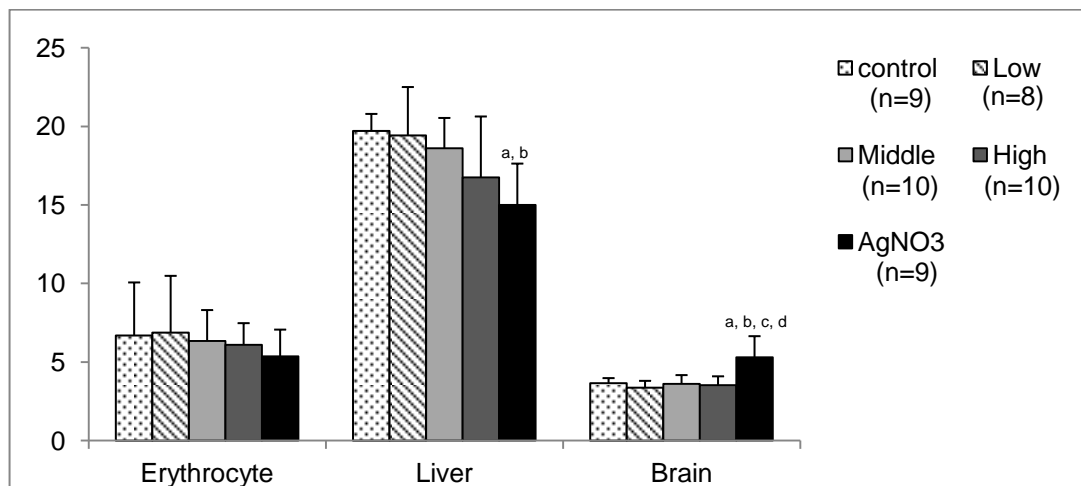 25
20
15
10
5
0
a, b
a, b, c, d
Erythrocyte Liver Brain
control Low
(n=9) (n=8)
Middle High
(n=10) (n=10)
AgNO3
(n=9)